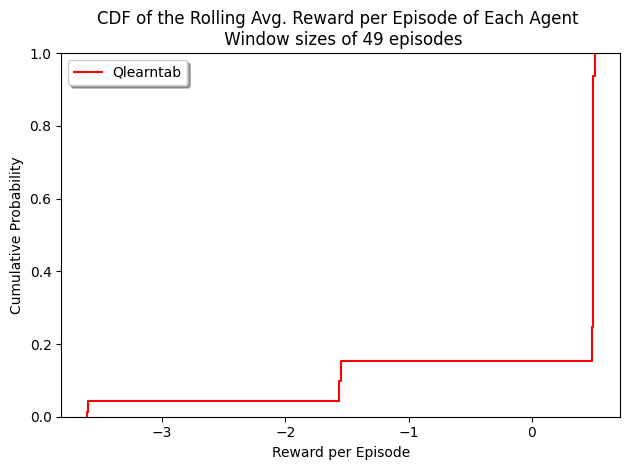 CDF of the Rolling Avg. Reward per Episode of Each Agent
Window sizes of 49 episodes
Qlearntab
1.0
0.8
0.6
0.4
0.2
0.0
Cumulative Probability
−3
−2
−1
0
Reward per Episode